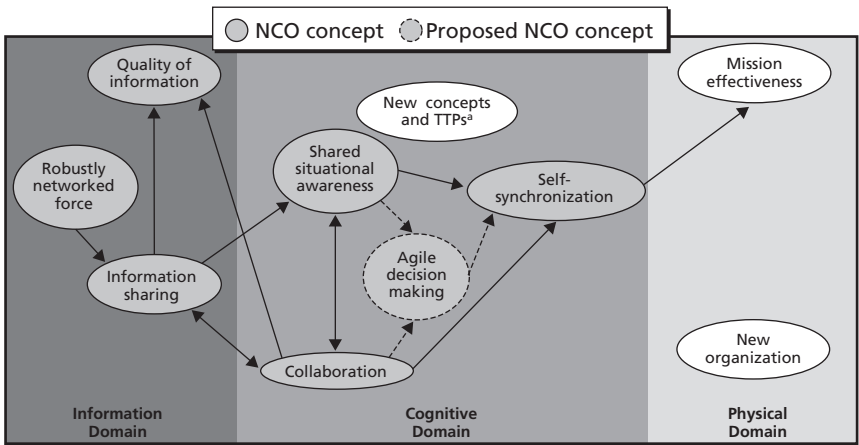 NCO concept
Proposed NCO concept
Quality of
information
Mission
effectiveness
New concepts
and TTPsᵃ
Shared
situational
awareness
Robustly
networked
force
Self-
synchronization
Agile
decision
making
Information
sharing
New
organization
Collaboration
Information
Domain
Cognitive
Domain
Physical
Domain